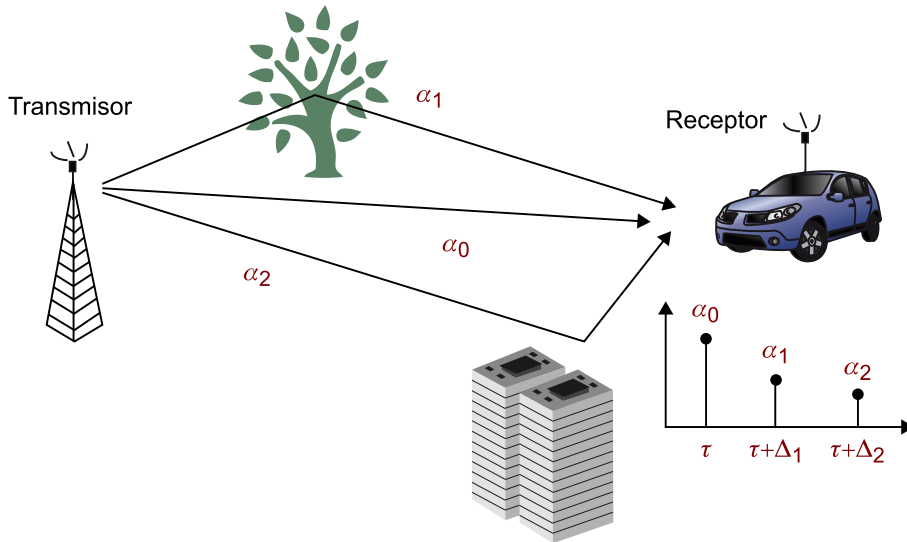 Transmisor
α1
Receptor
α0
α2
α0
α1
α2
τ
τ+Δ1
τ+Δ2